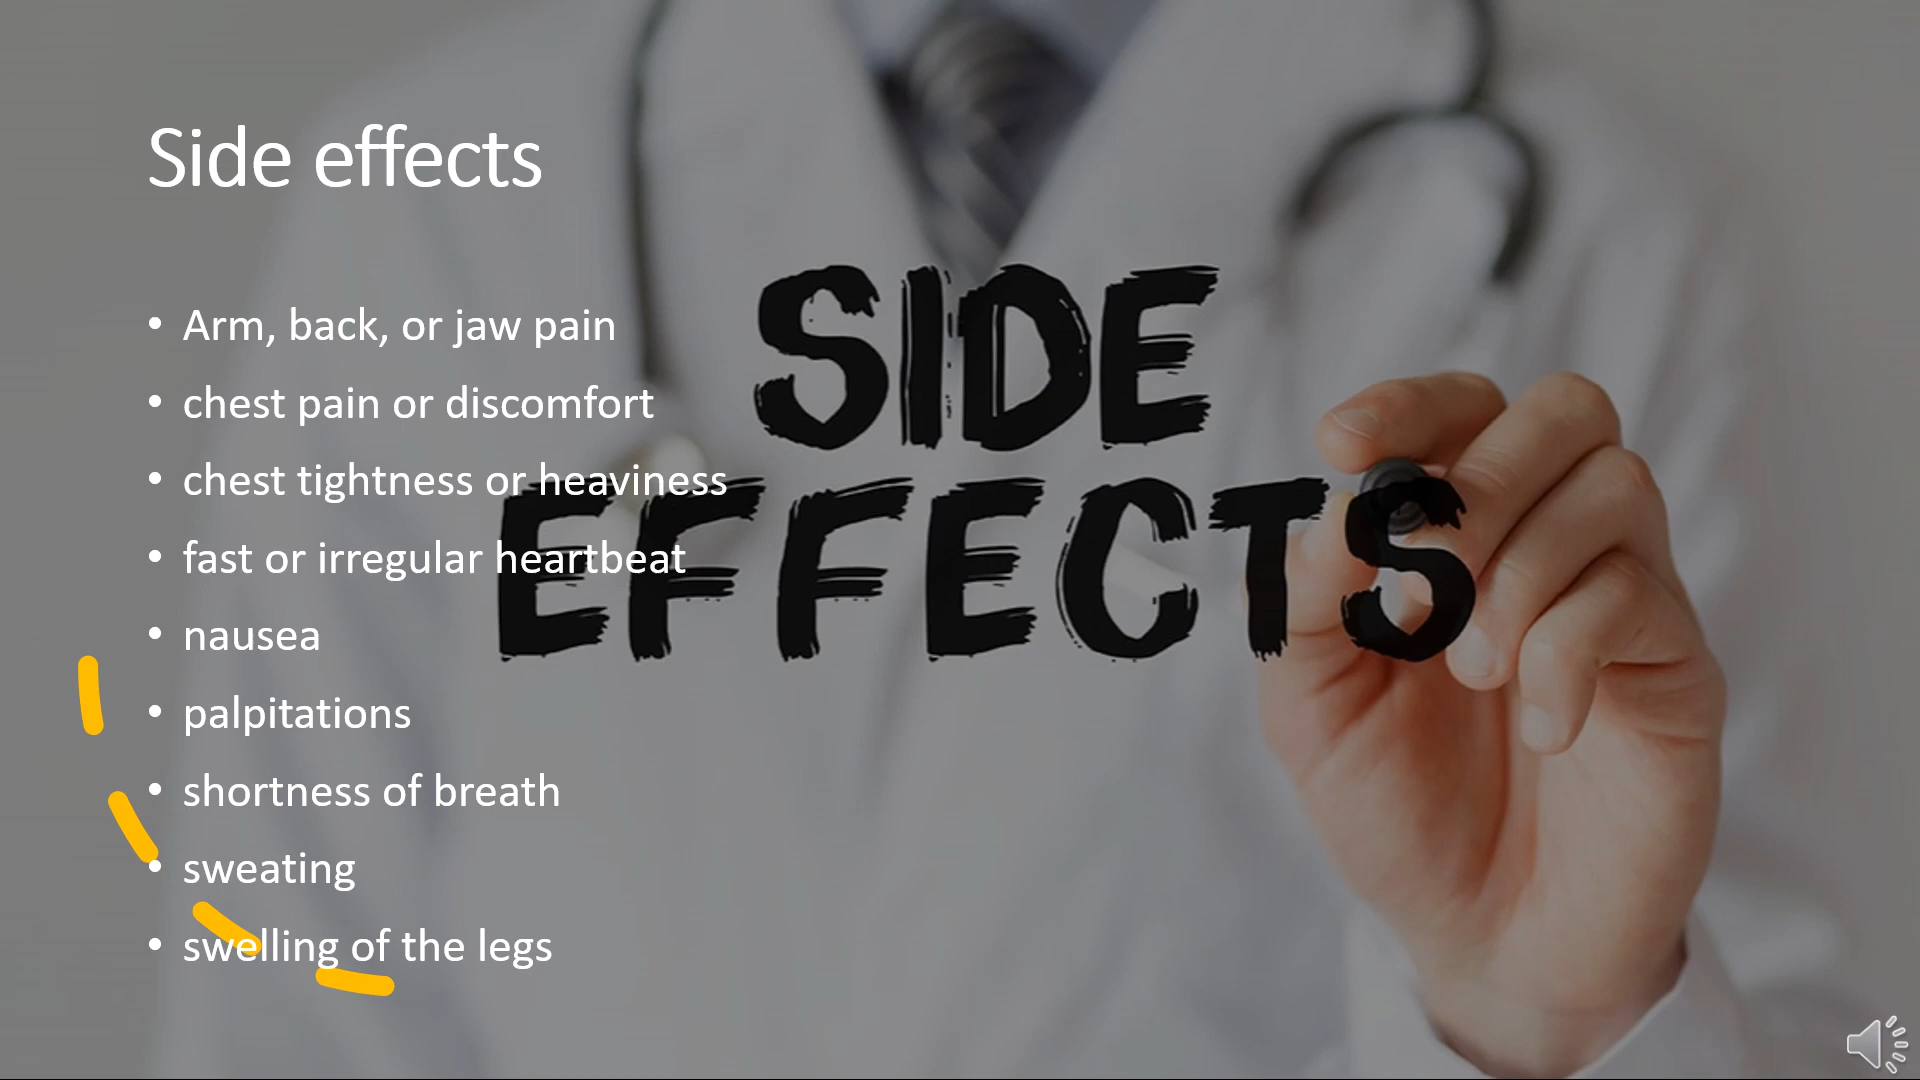 Side effects
• Arm, back, or jaw pain
• chest pain or discomfort
• chest tightness or heaviness
• fast or irregular heartbeat
• nausea
• palpitations
• shortness of breath
• sweating
• swelling of the legs
SIDE
EFFECTS